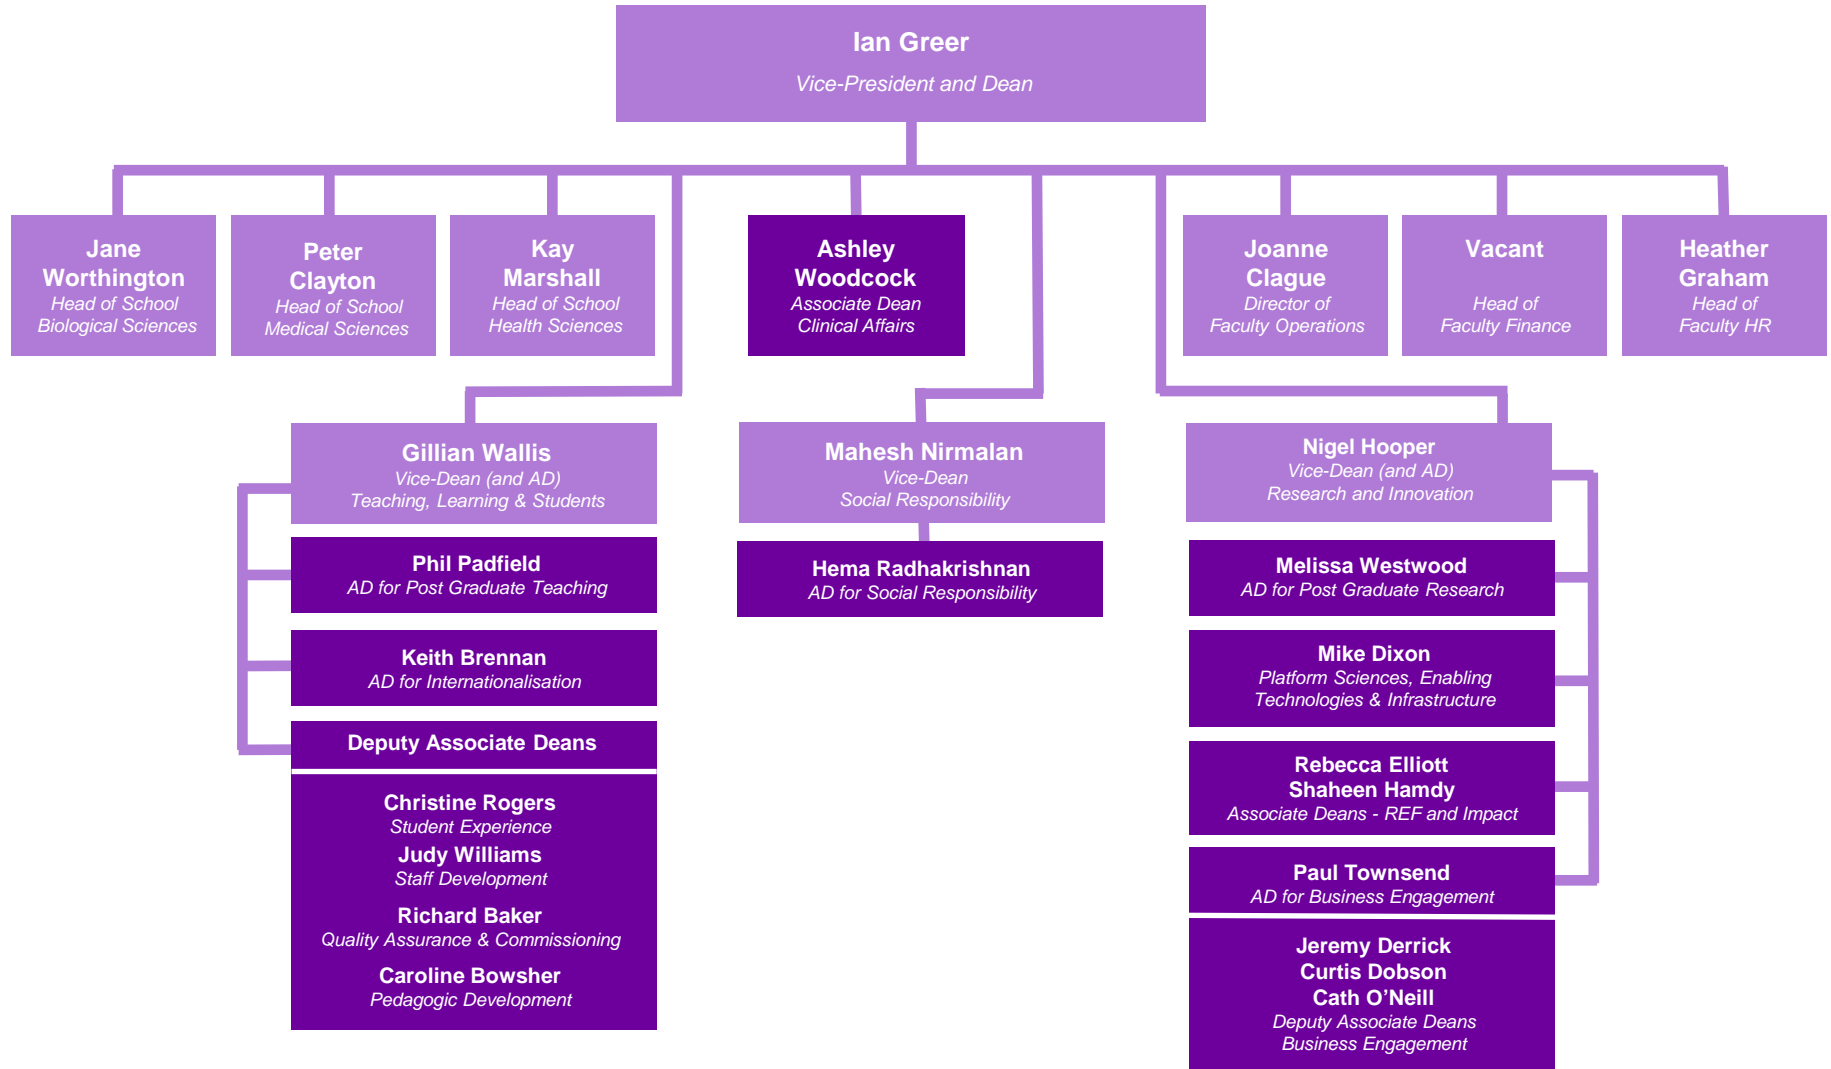 Ian Greer
Vice-President and Dean
Jane
Worthington
Head of School
Biological Sciences
Peter
Clayton
Head of School
Medical Sciences
Kay
Marshall
Head of School
Health Sciences
Ashley
Woodcock
Associate Dean
Clinical Affairs
Joanne
Clague
Director of
Faculty Operations
Vacant
Head of
Faculty Finance
Heather
Graham
Head of
Faculty HR
Gillian Wallis
Vice-Dean (and AD)
Teaching, Learning & Students
Phil Padfield
AD for Post Graduate Teaching
Keith Brennan
AD for Internationalisation
Deputy Associate Deans
Christine Rogers
Student Experience
Judy Williams
Staff Development
Richard Baker
Quality Assurance & Commissioning
Caroline Bowsher
Pedagogic Development
Mahesh Nirmalan
Vice-Dean
Social Responsibility
Hema Radhakrishnan
AD for Social Responsibility
Nigel Hooper
Vice-Dean (and AD)
Research and Innovation
Melissa Westwood
AD for Post Graduate Research
Mike Dixon
Platform Sciences, Enabling
Technologies & Infrastructure
Rebecca Elliott
Shaheen Hamdy
Associate Deans - REF and Impact
Paul Townsend
AD for Business Engagement
Jeremy Derrick
Curtis Dobson
Cath O’Neill
Deputy Associate Deans
Business Engagement